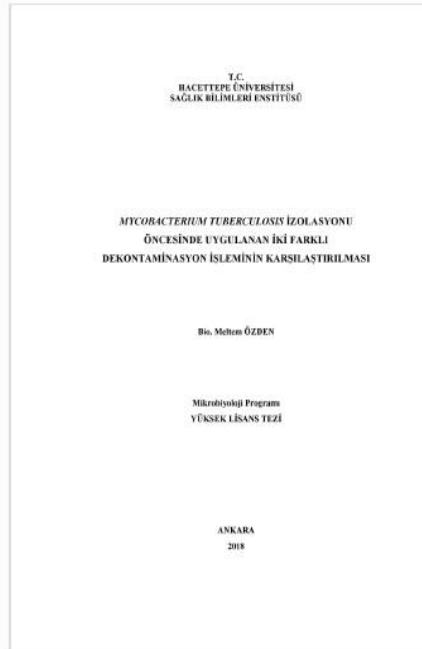 T.C.
HACETTEPE ÜNİVERSİTESİ
SAĞLIK BİLİMLERİ ENSTİTÜSÜ
MYCOBACTERIUM TUBERCULOSIS İZOLASYONU
ÖNCESİNDE UYGULANAN İKİ FARKLI
DEKONTAMİNASYON İŞLEMİNİN KARŞILAŞTIRILMASI
Bio. Meltem ÖZDEN
Mikrobiyoloji Programı
YÜKSEK LİSANS TEZİ
ANKARA
2018